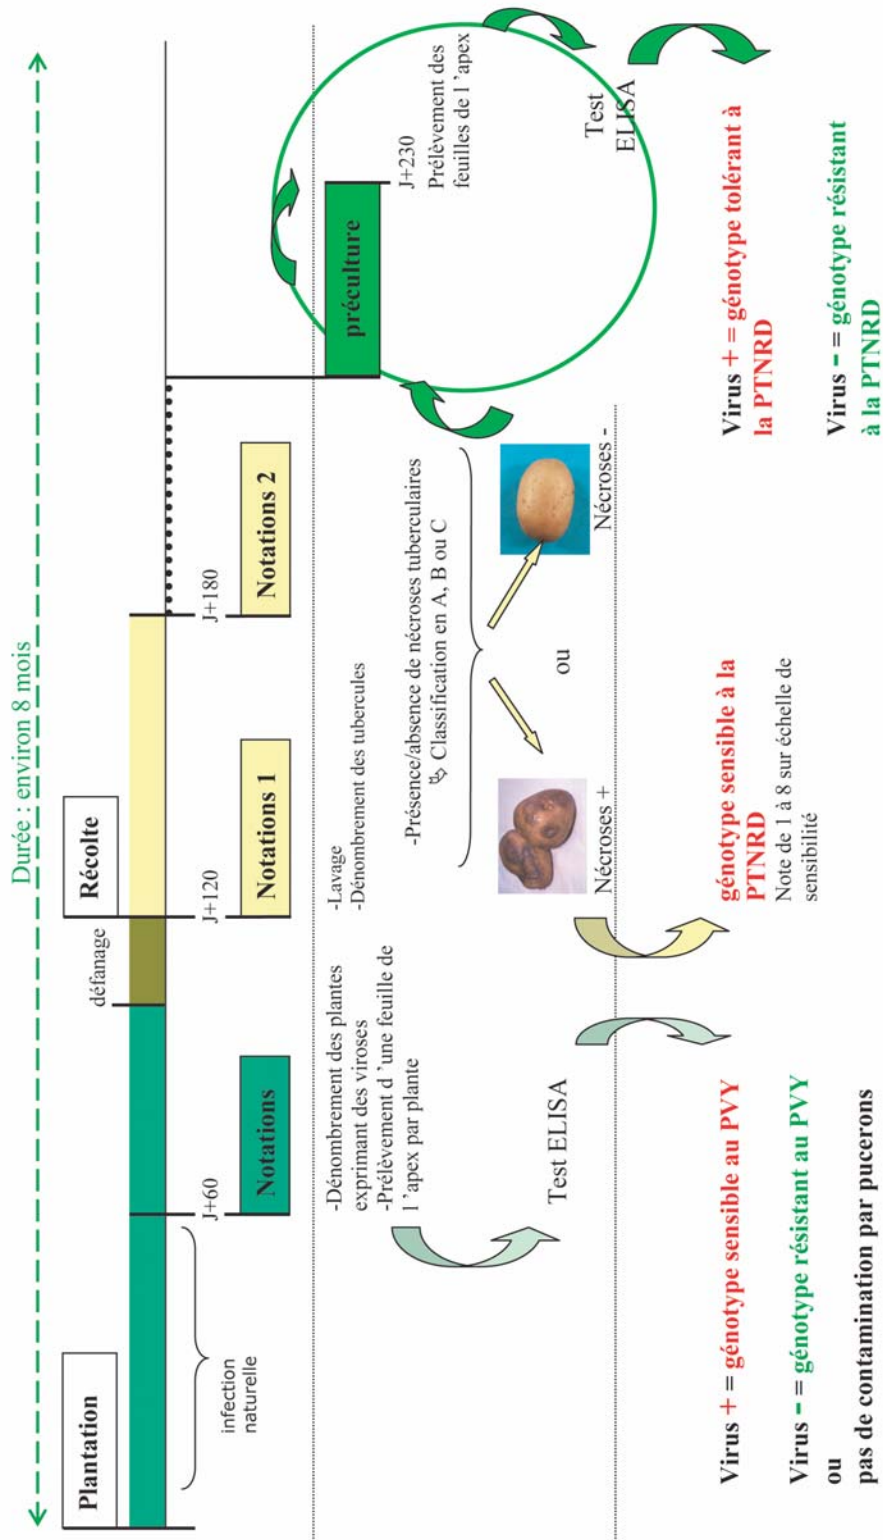 Durée : environ 8 mois
Plantation
Récolte
défanage
infection
naturelle
J+60
J+120
J+180
Notations
Notations 1
Notations 2
préculture
-Dénombrement des plantes
exprimant des viroses
-Prélèvement d ’une feuille de
l ’apex par plante
-Lavage
-Dénombrement des tubercules
-Présence/absence de nécroses tuberculaires
Classification en A, B ou C
J+230
Prélèvement des
feuilles de l ’apex
Test ELISA
Nécroses +
ou
Nécroses -
Test
ELISA
Virus + = génotype sensible au PVY
Virus - = génotype résistant au PVY
ou
pas de contamination par pucerons
génotype sensible à la
PTNRD
Note de 1 à 8 sur échelle de
sensibilité
Virus + = génotype tolérant à
la PTNRD
Virus - = génotype résistant
à la PTNRD